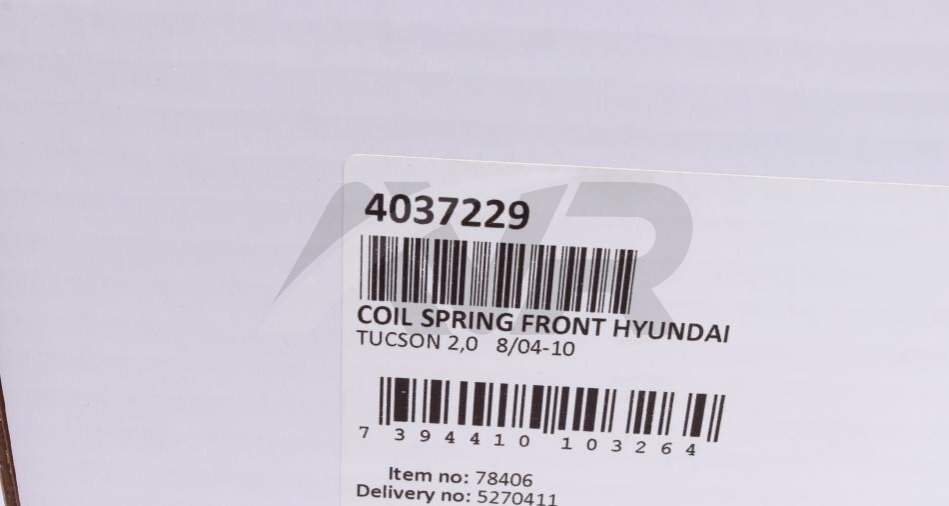 4037229
COIL SPRING FRONT HYUNDAI
TUCSON 2,0 8/04-10
7 394410 103264
Item no: 78406
Delivery no: 5270411